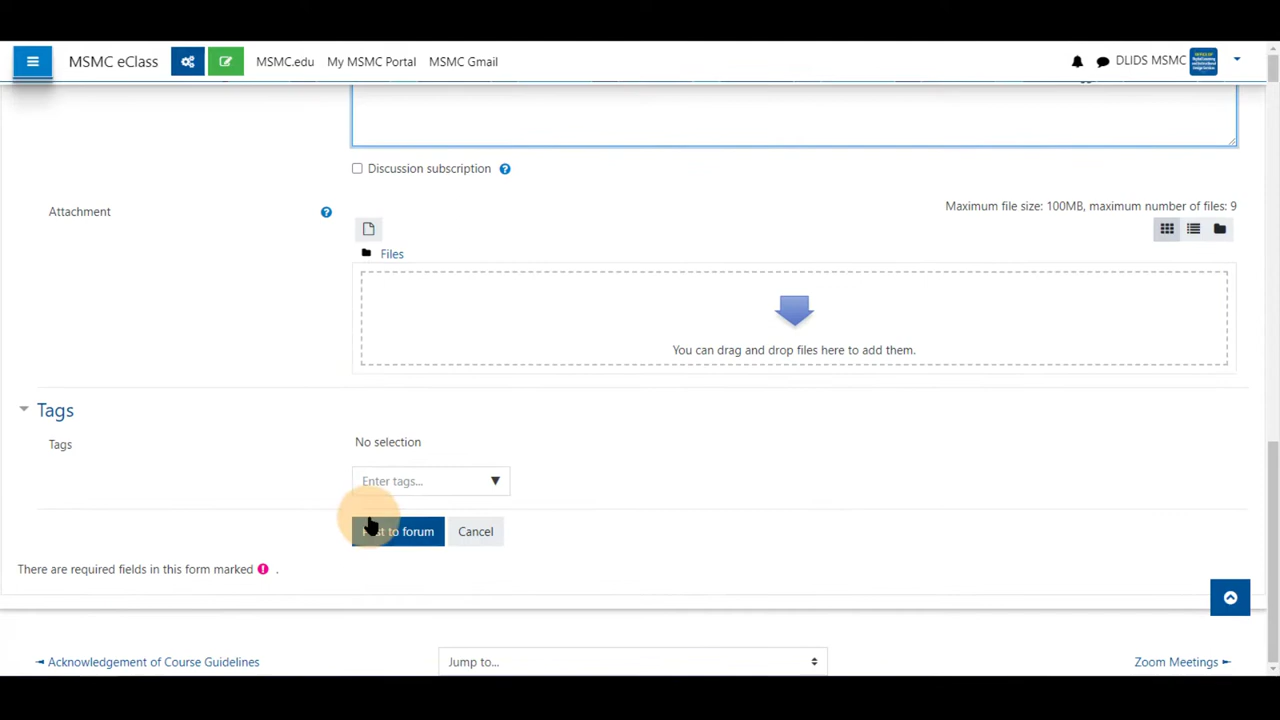 MSMC eClass MSMC.edu My MSMC Portal MSMC Gmail DLIDS MSMC
Discussion subscription
Attachment Maximum file size: 100MB, maximum number of files: 9
Files
You can drag and drop files here to add them.
Tags
Tags No selection
Enter tags...
to forum Cancel
There are required fields in this form marked .
Acknowledgement of Course Guidelines Jump to... Zoom Meetings